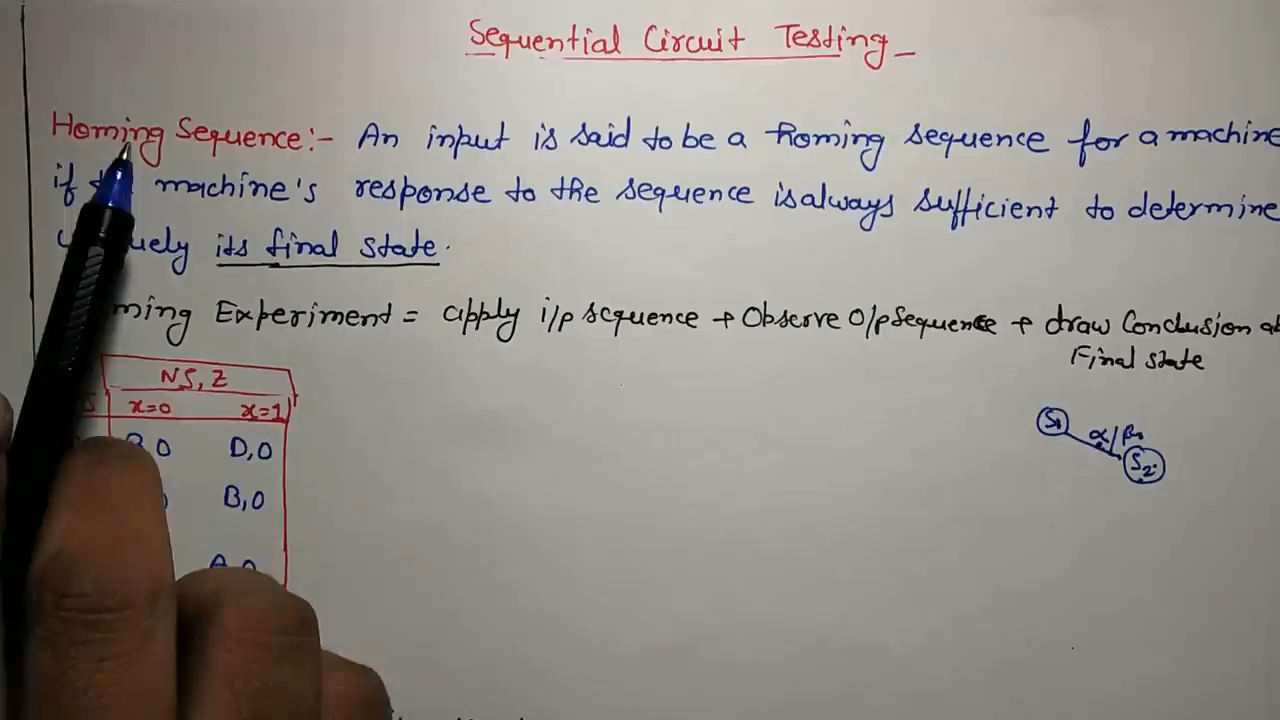 Sequential Circuit Testing
Homing Sequence:- An input is said to be a homing sequence for a machine
if machine's response to the sequence is always sufficient to determine
its final state.
Experiment = apply i/p sequence + Observe O/p Sequence + draw Conclusion
Final state
NS, Z
x=0 x=1
S1
α/β
S2
,0 D,0
B,0
A,0